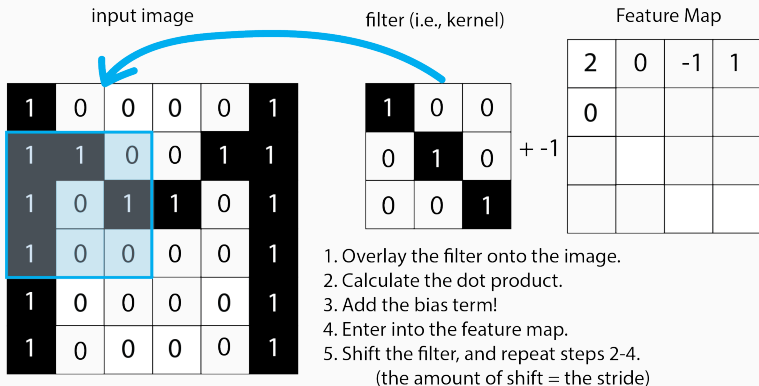 input image
filter (i.e., kernel)
Feature Map
1 0 0 0 0 1
1 1 0 0 1 1
1 0 1 1 0 1
1 0 0 0 0 1
1 0 0 0 0 1
1 0 0 0 0 1
1 0 0
0 1 0
0 0 1
+ -1
2 0 -1 1
0
1. Overlay the filter onto the image.
2. Calculate the dot product.
3. Add the bias term!
4. Enter into the feature map.
5. Shift the filter, and repeat steps 2-4.
(the amount of shift = the stride)